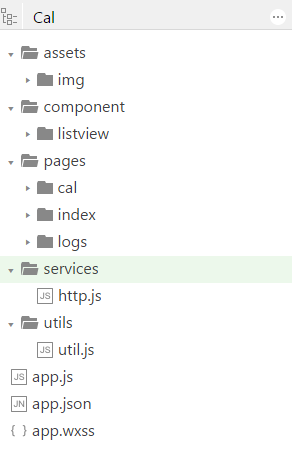 Cal
assets
img
component
listview
pages
cal
index
logs
services
JS http.js
utils
JS util.js
JS app.js
JN app.json
{ } app.wxss